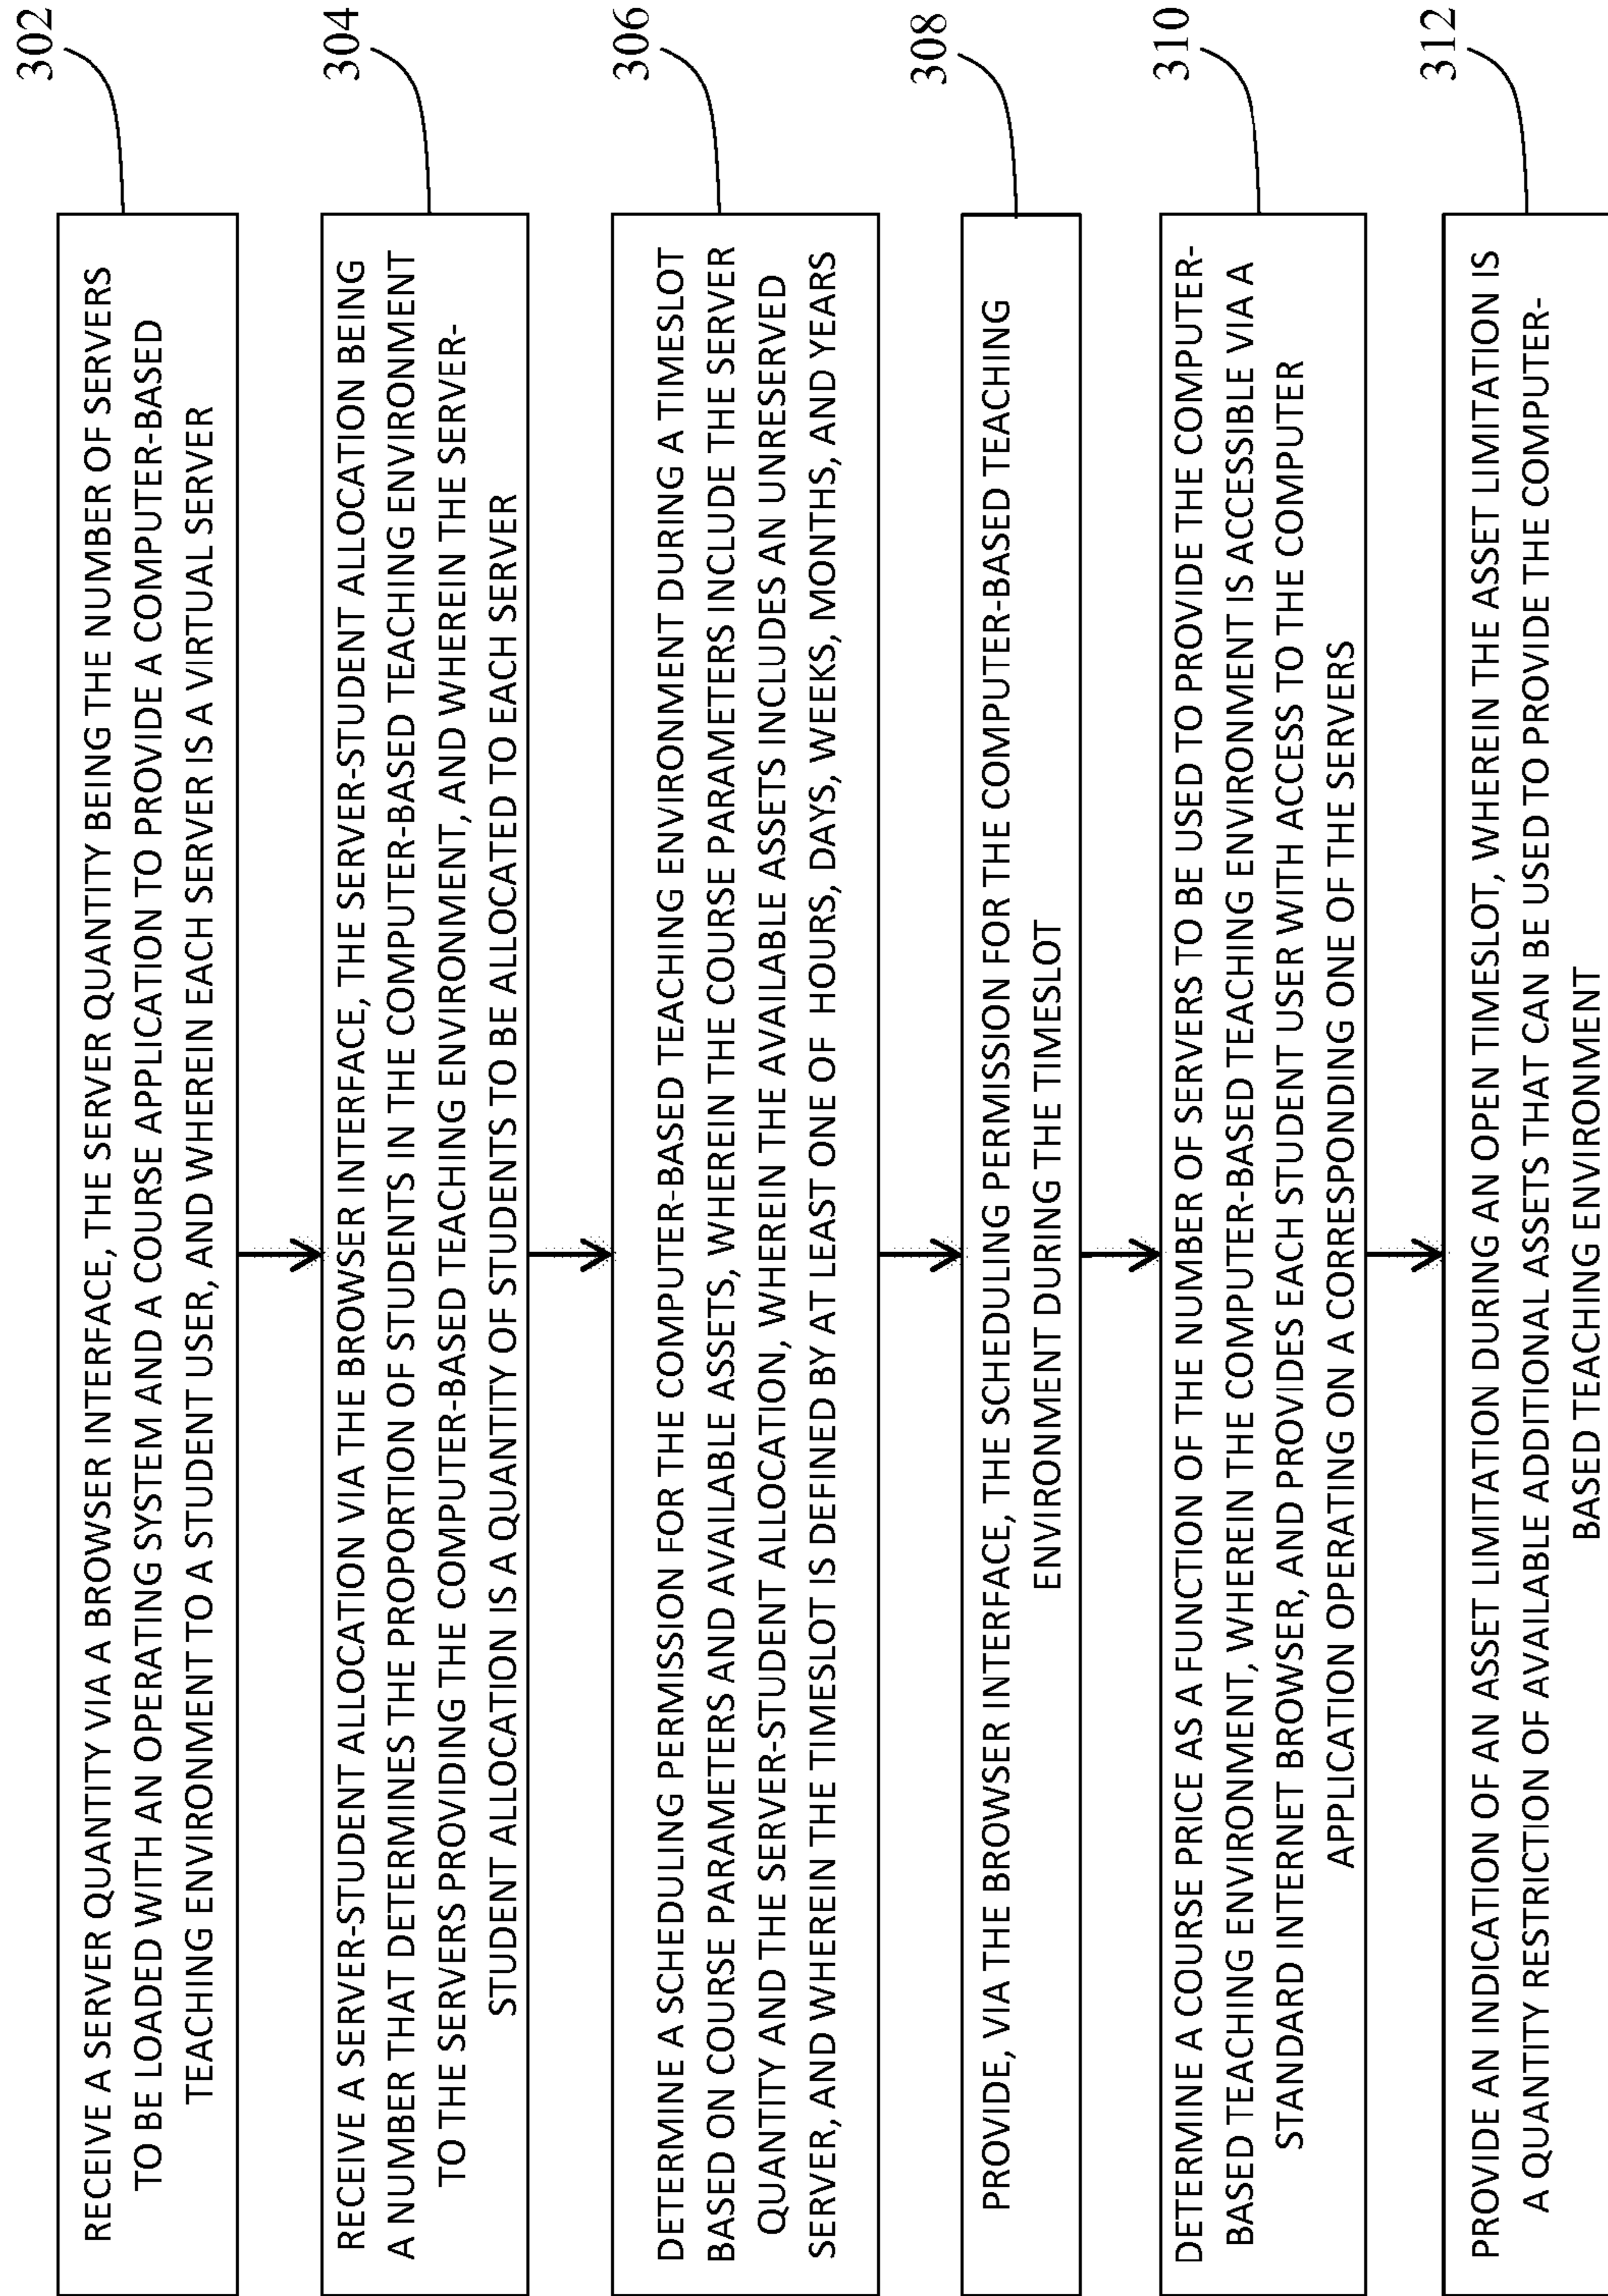 302
RECEIVE A SERVER QUANTITY VIA A BROWSER INTERFACE, THE SERVER QUANTITY BEING THE NUMBER OF SERVERS
TO BE LOADED WITH AN OPERATING SYSTEM AND A COURSE APPLICATION TO PROVIDE A COMPUTER-BASED
TEACHING ENVIRONMENT TO A STUDENT USER, AND WHEREIN EACH SERVER IS A VIRTUAL SERVER
304
RECEIVE A SERVER-STUDENT ALLOCATION VIA THE BROWSER INTERFACE, THE SERVER-STUDENT ALLOCATION BEING
A NUMBER THAT DETERMINES THE PROPORTION OF STUDENTS IN THE COMPUTER-BASED TEACHING ENVIRONMENT
TO THE SERVERS PROVIDING THE COMPUTER-BASED TEACHING ENVIRONMENT, AND WHEREIN THE SERVER-
STUDENT ALLOCATION IS A QUANTITY OF STUDENTS TO BE ALLOCATED TO EACH SERVER
306
DETERMINE A SCHEDULING PERMISSION FOR THE COMPUTER-BASED TEACHING ENVIRONMENT DURING A TIMESLOT
BASED ON COURSE PARAMETERS AND AVAILABLE ASSETS, WHEREIN THE COURSE PARAMETERS INCLUDE THE SERVER
QUANTITY AND THE SERVER-STUDENT ALLOCATION, WHEREIN THE AVAILABLE ASSETS INCLUDES AN UNRESERVED
SERVER, AND WHEREIN THE TIMESLOT IS DEFINED BY AT LEAST ONE OF HOURS, DAYS, WEEKS, MONTHS, AND YEARS
308
PROVIDE, VIA THE BROWSER INTERFACE, THE SCHEDULING PERMISSION FOR THE COMPUTER-BASED TEACHING
ENVIRONMENT DURING THE TIMESLOT
310
DETERMINE A COURSE PRICE AS A FUNCTION OF THE NUMBER OF SERVERS TO BE USED TO PROVIDE THE COMPUTER-
BASED TEACHING ENVIRONMENT, WHEREIN THE COMPUTER-BASED TEACHING ENVIRONMENT IS ACCESSIBLE VIA A
STANDARD INTERNET BROWSER, AND PROVIDES EACH STUDENT USER WITH ACCESS TO THE COMPUTER
APPLICATION OPERATING ON A CORRESPONDING ONE OF THE SERVERS
312
PROVIDE AN INDICATION OF AN ASSET LIMITATION DURING AN OPEN TIMESLOT, WHEREIN THE ASSET LIMITATION IS
A QUANTITY RESTRICTION OF AVAILABLE ADDITIONAL ASSETS THAT CAN BE USED TO PROVIDE THE COMPUTER-
BASED TEACHING ENVIRONMENT